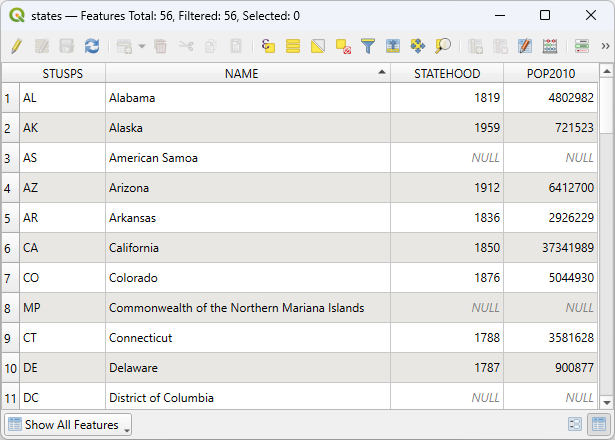 states — Features Total: 56, Filtered: 56, Selected: 0
STUSPS NAME STATEHOOD POP2010
1 AL Alabama 1819 4802982
2 AK Alaska 1959 721523
3 AS American Samoa NULL NULL
4 AZ Arizona 1912 6412700
5 AR Arkansas 1836 2926229
6 CA California 1850 37341989
7 CO Colorado 1876 5044930
8 MP Commonwealth of the Northern Mariana Islands NULL NULL
9 CT Connecticut 1788 3581628
10 DE Delaware 1787 900877
11 DC District of Columbia NULL NULL
Show All Features